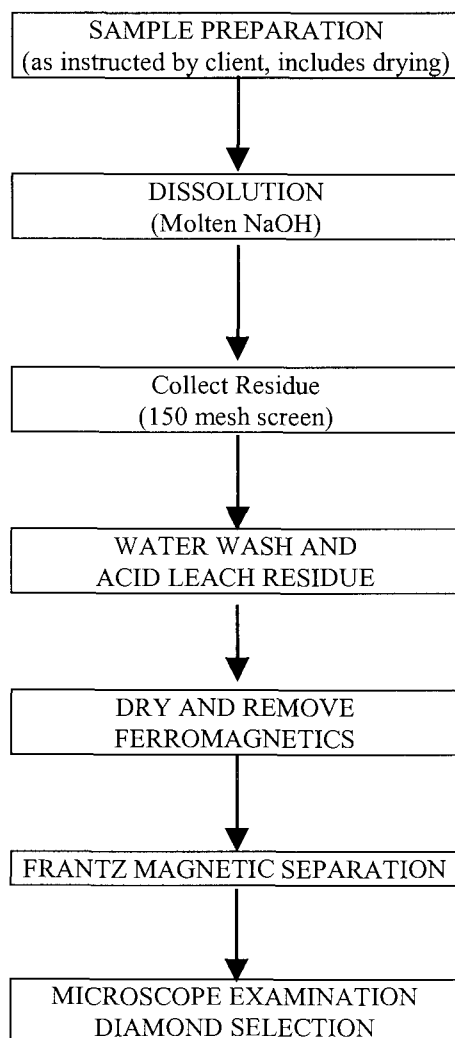 SAMPLE PREPARATION
(as instructed by client, includes drying)
DISSOLUTION
(Molten NaOH)
Collect Residue
(150 mesh screen)
WATER WASH AND
ACID LEACH RESIDUE
DRY AND REMOVE
FERROMAGNETICS
FRANTZ MAGNETIC SEPARATION
MICROSCOPE EXAMINATION
DIAMOND SELECTION